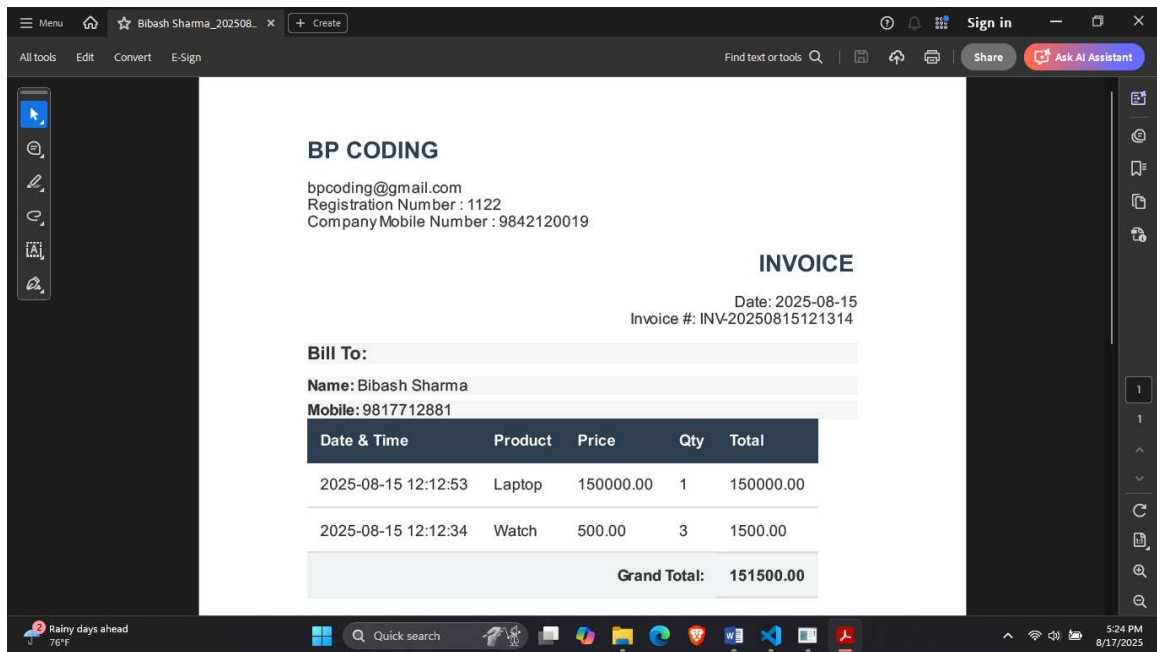 Menu
Bibash Sharma_202508...
+ Create
Sign in
All tools Edit Convert E-Sign
Find text or tools
Share
Ask AI Assistant
BP CODING
bpcoding@gmail.com
Registration Number : 1122
Company Mobile Number : 9842120019
INVOICE
Date: 2025-08-15
Invoice #: INV-20250815121314
Bill To:
Name: Bibash Sharma
Mobile: 9817712881
Date & Time Product Price Qty Total
2025-08-15 12:12:53 Laptop 150000.00 1 150000.00
2025-08-15 12:12:34 Watch 500.00 3 1500.00
Grand Total: 151500.00
1
1
2
Rainy days ahead
76°F
Quick search
5:24 PM
8/17/2025